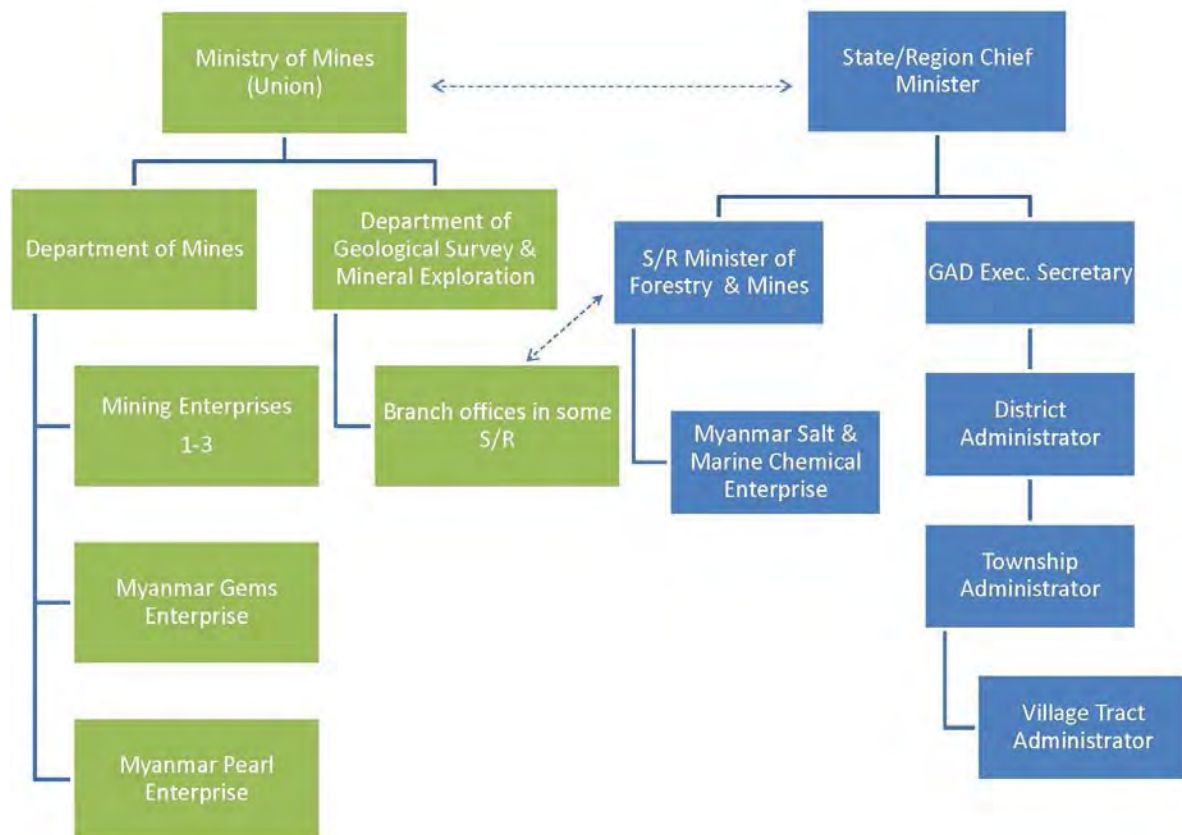 Ministry of Mines
(Union)
State/Region Chief
Minister
Department of Mines
Department of
Geological Survey &
Mineral Exploration
S/R Minister of
Forestry & Mines
GAD Exec. Secretary
Mining Enterprises
1-3
Branch offices in some
S/R
Myanmar Salt &
Marine Chemical
Enterprise
District
Administrator
Myanmar Gems
Enterprise
Township
Administrator
Myanmar Pearl
Enterprise
Village Tract
Administrator